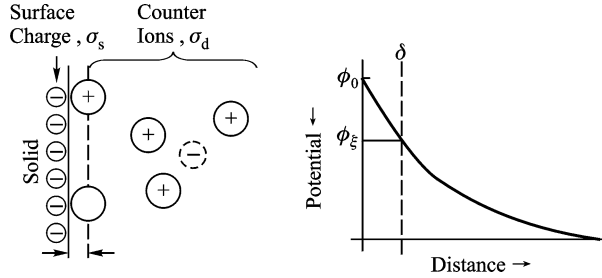 Surface
Charge , σs
Counter
Ions , σd
Solid
δ
ϕ0
ϕξ
Potential ←
Distance →